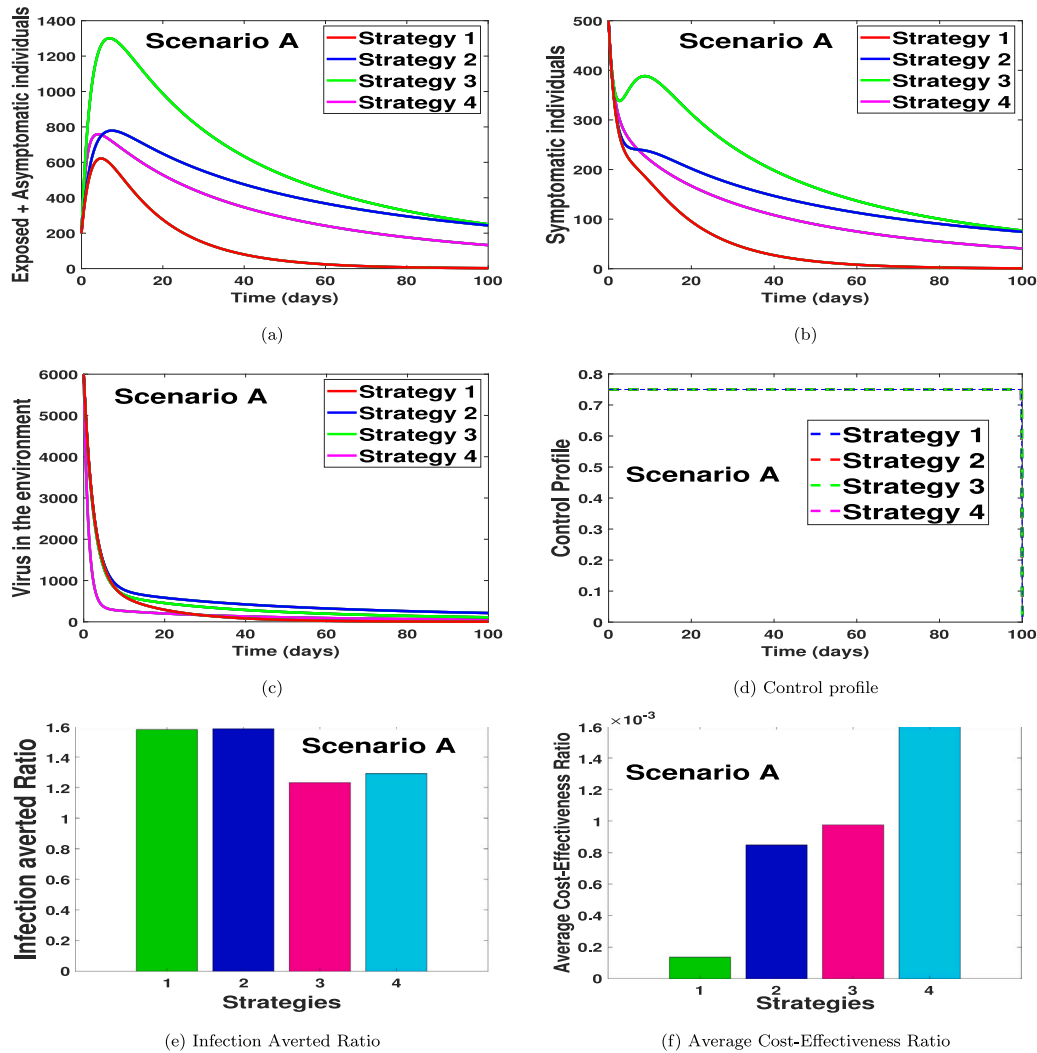 Scenario A
Strategy 1
Strategy 2
Strategy 3
Strategy 4
Exposed + Asymptomatic individuals
1400
1200
1000
800
600
400
200
0
0 20 40 60 80 100
Time (days)
(a)
Scenario A
Strategy 1
Strategy 2
Strategy 3
Strategy 4
Symptomatic individuals
500
400
300
200
100
0
0 20 40 60 80 100
Time (days)
(b)
Scenario A
Strategy 1
Strategy 2
Strategy 3
Strategy 4
Virus in the environment
6000
5000
4000
3000
2000
1000
0
0 20 40 60 80 100
Time (days)
(c)
Control Profile
0.8
0.7
0.6
0.5
0.4
0.3
0.2
0.1
0
Strategy 1
Strategy 2
Strategy 3
Strategy 4
Scenario A
0 20 40 60 80 100
Time (days)
(d) Control profile
Infection averted Ratio
1.6
1.4
1.2
1
0.8
0.6
0.4
0.2
0
Scenario A
1 2 3 4
Strategies
(e) Infection Averted Ratio
×10-3
Average Cost-Effectiveness Ratio
1.6
1.4
1.2
1
0.8
0.6
0.4
0.2
0
Scenario A
1 2 3 4
Strategies
(f) Average Cost-Effectiveness Ratio